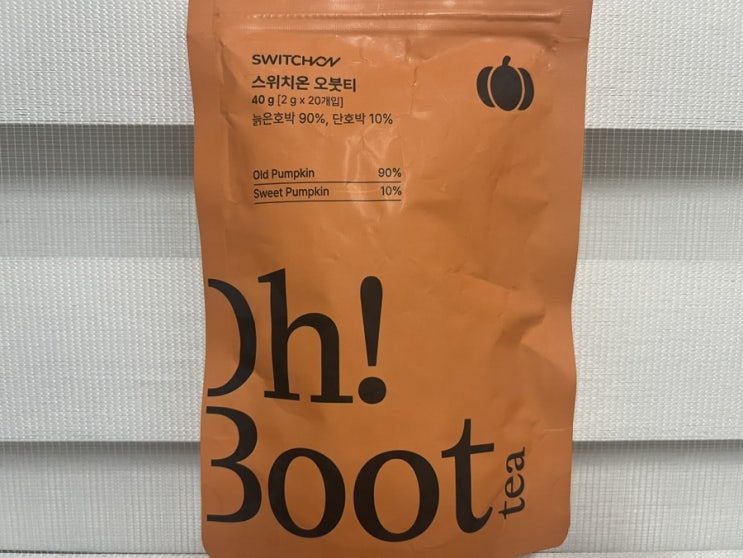 SWITCHON
스위치온 오붓티
40 g [2 g x 20개입]
늙은호박 90%, 단호박 10%
Old Pumpkin 90%
Sweet Pumpkin 10%
Oh!
Boot
tea